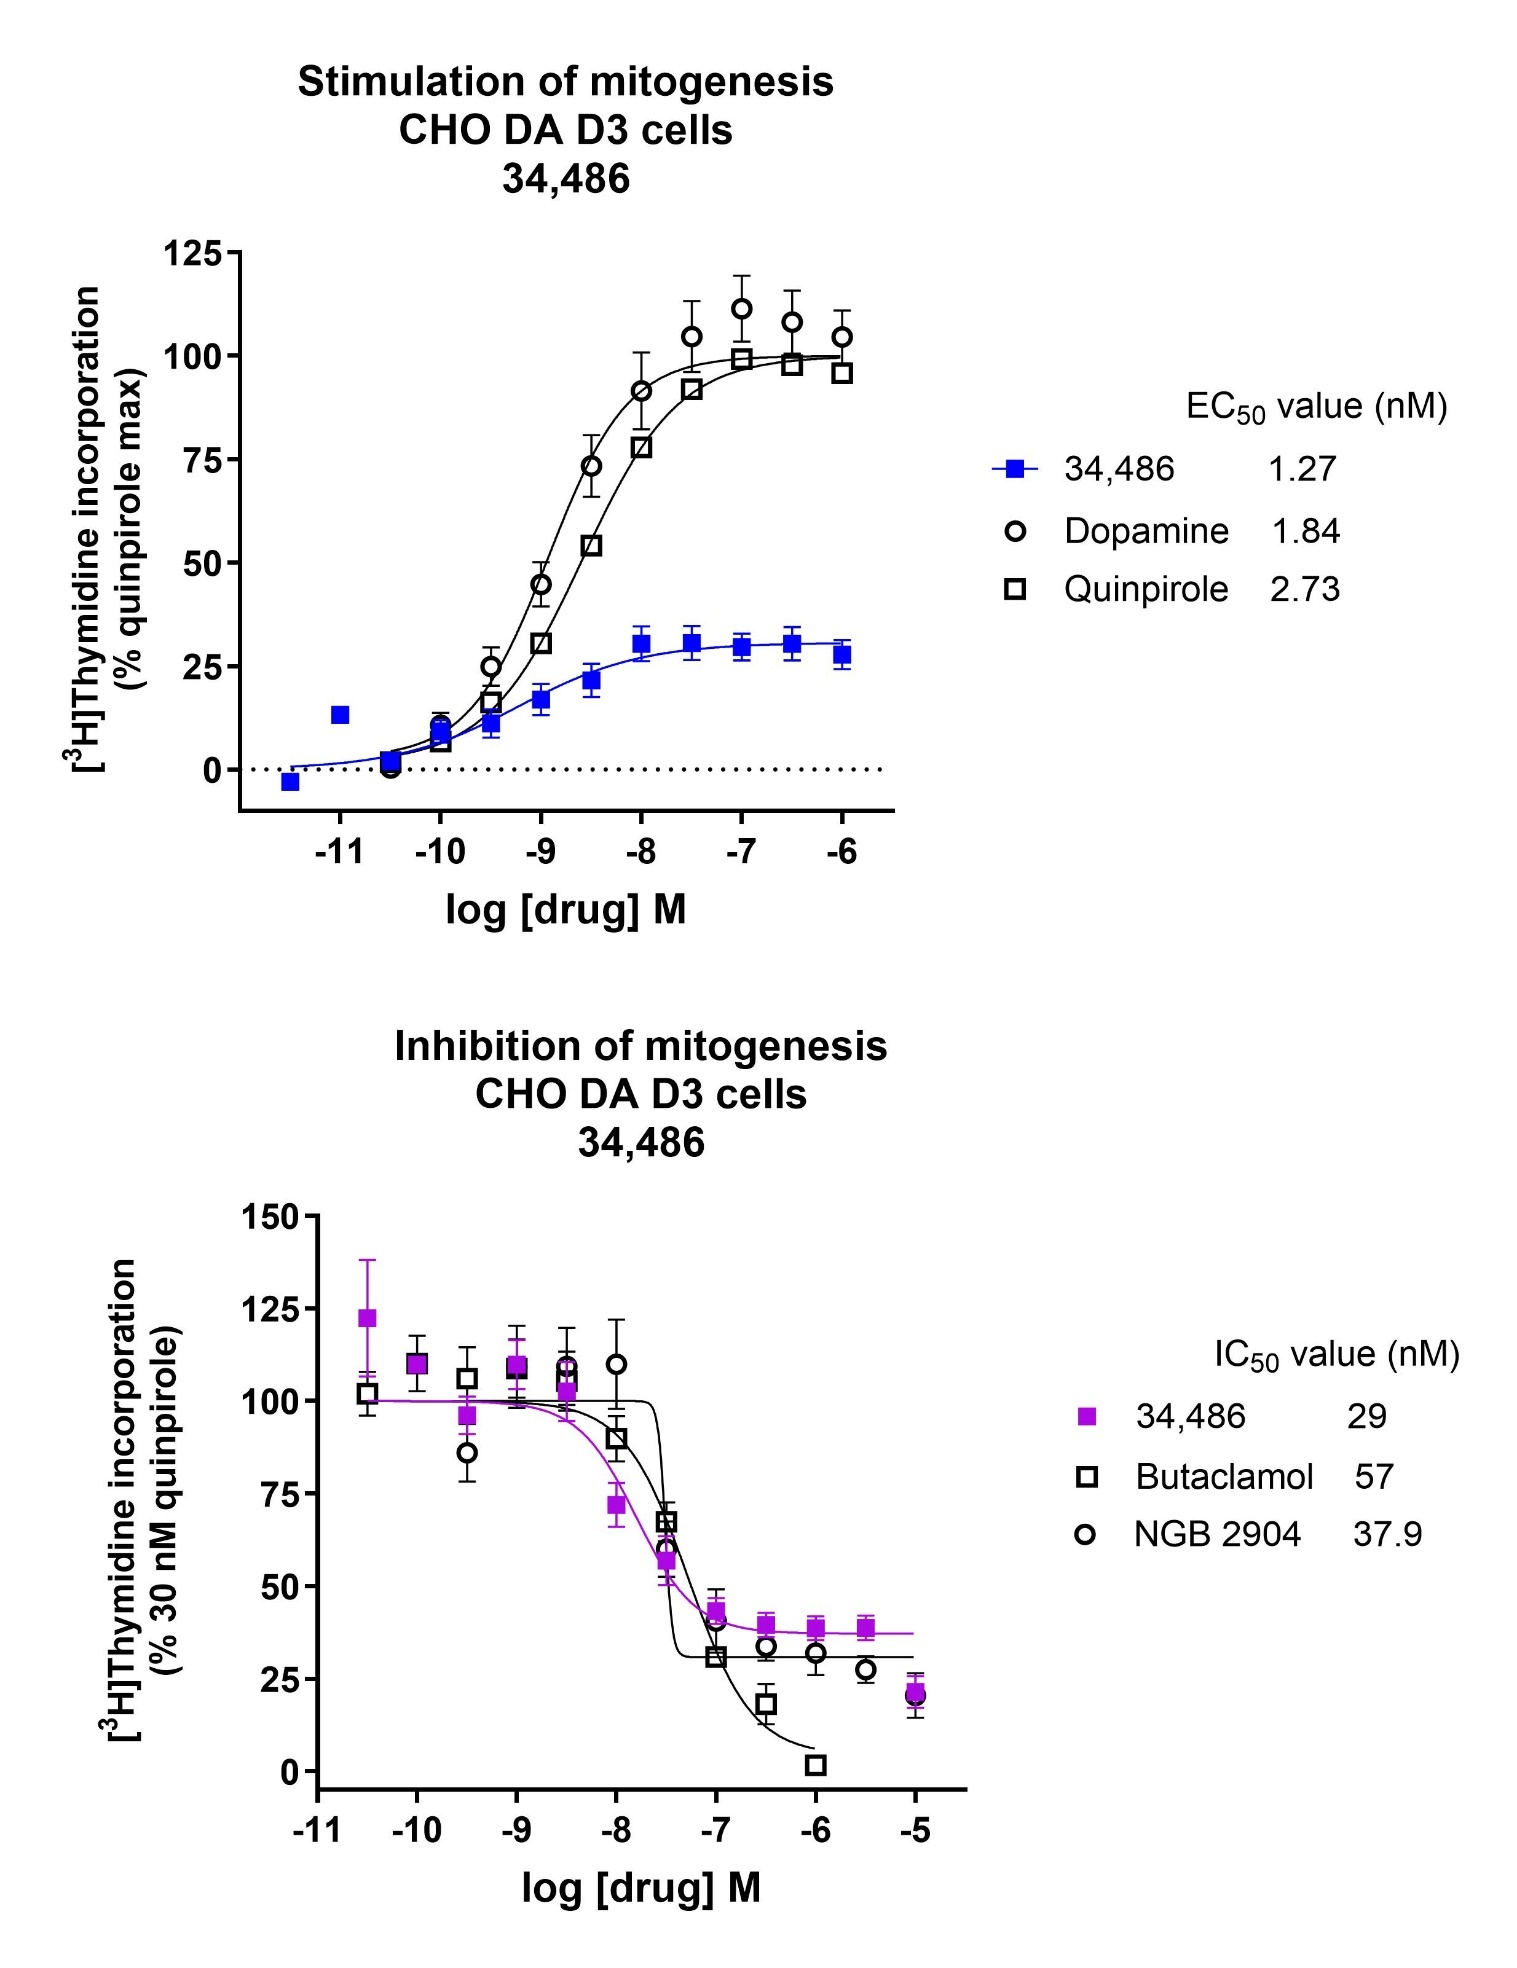 Stimulation of mitogenesis
CHO DA D3 cells
34,486
[³H]Thymidine incorporation
(% quinpirole max)
125
100
75
50
25
0
-11 -10 -9 -8 -7 -6
log [drug] M
EC₅₀ value (nM)
34,486 1.27
Dopamine 1.84
Quinpirole 2.73
Inhibition of mitogenesis
CHO DA D3 cells
34,486
[³H]Thymidine incorporation
(% 30 nM quinpirole)
150
125
100
75
50
25
0
-11 -10 -9 -8 -7 -6 -5
log [drug] M
IC₅₀ value (nM)
34,486 29
Butaclamol 57
NGB 2904 37.9